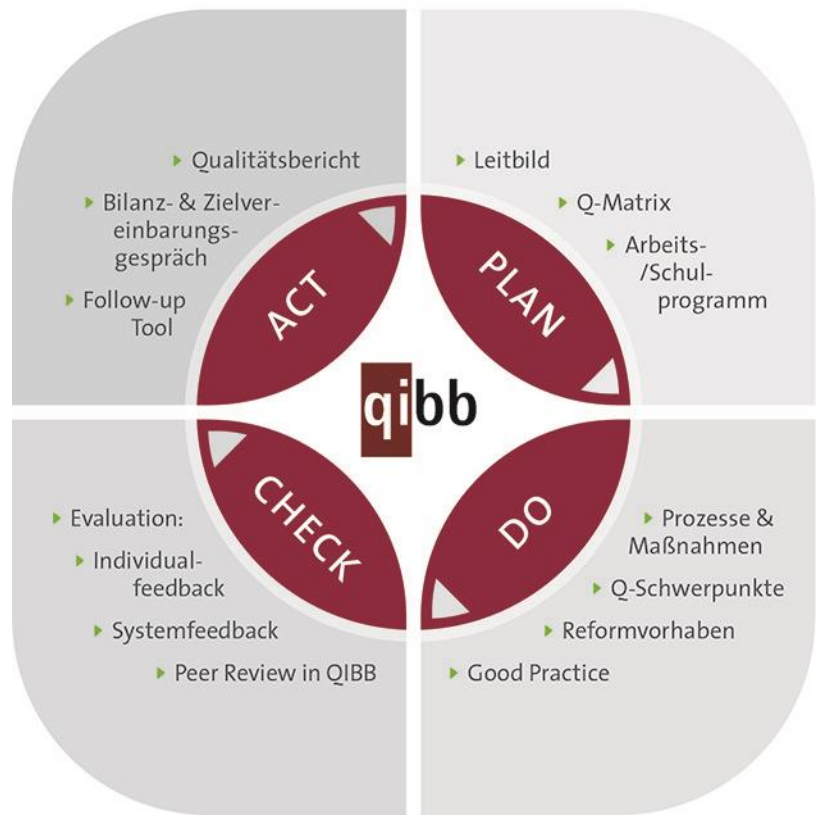 Qualitätsbericht
Bilanz- & Zielver-
einbarungs-
gespräch
Follow-up
Tool
ACT
Leitbild
Q-Matrix
Arbeits-
/Schul-
programm
PLAN
qibb
Evaluation:
Individual-
feedback
Systemfeedback
Peer Review in QIBB
CHECK
DO
Prozesse &
Maßnahmen
Q-Schwerpunkte
Reformvorhaben
Good Practice